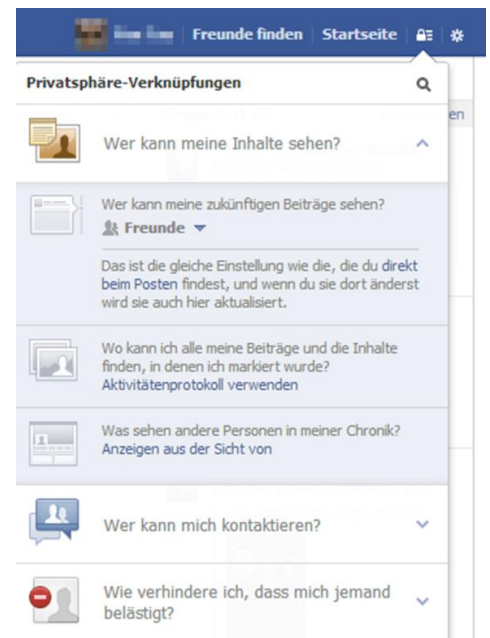 Freunde finden Startseite
Privatsphäre-Verknüpfungen
en
Wer kann meine Inhalte sehen?
Wer kann meine zukünftigen Beiträge sehen?
Freunde
Das ist die gleiche Einstellung wie die, die du direkt
beim Posten findest, und wenn du sie dort änderst
wird sie auch hier aktualisiert.
Wo kann ich alle meine Beiträge und die Inhalte
finden, in denen ich markiert wurde?
Aktivitätenprotokoll verwenden
Was sehen andere Personen in meiner Chronik?
Anzeigen aus der Sicht von
Wer kann mich kontaktieren?
Wie verhindere ich, dass mich jemand
belästigt?